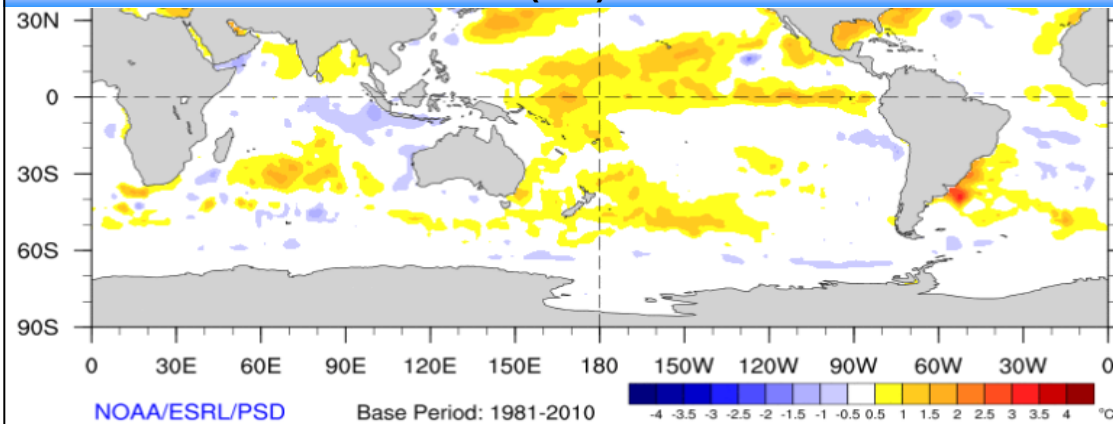 30N
0
30S
60S
90S
0 30E 60E 90E 120E 150E 180 150W 120W 90W 60W 30W 0
NOAA/ESRL/PSD Base Period: 1981-2010
-4 -3.5 -3 -2.5 -2 -1.5 -1 -0.5 0.5 1 1.5 2 2.5 3 3.5 4 °C